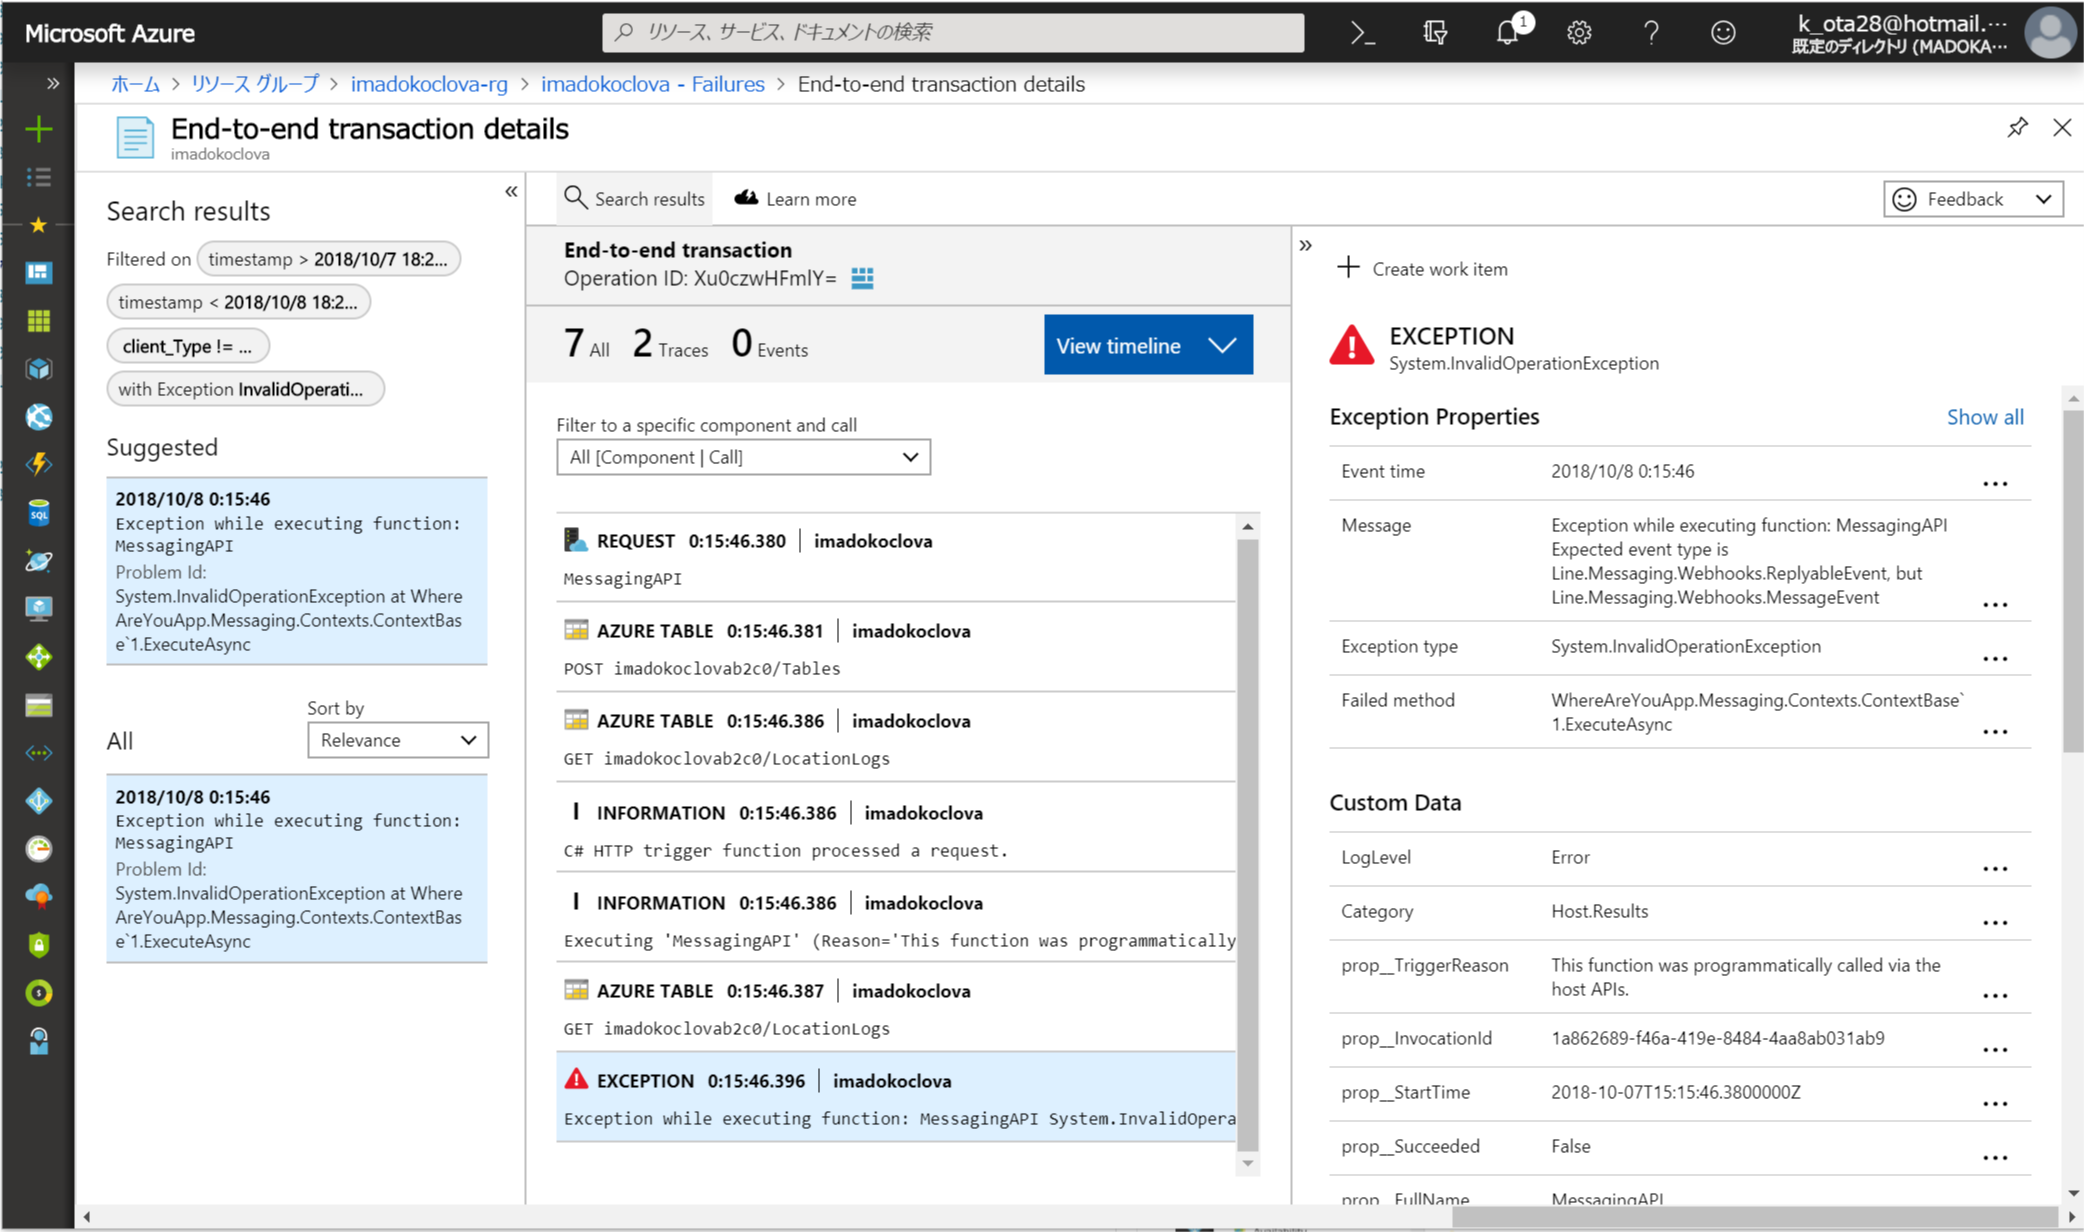 Microsoft Azure
リソース、サービス、ドキュメントの検索
1
k_ota28@hotmail.…
既定のディレクトリ (MADOKA…
ホーム > リソース グループ > imadokoclova-rg > imadokoclova - Failures > End-to-end transaction details
End-to-end transaction details
imadokoclova
Search results
Filtered on timestamp > 2018/10/7 18:2...
timestamp < 2018/10/8 18:2...
client_Type != ...
with Exception InvalidOperati...
Suggested
2018/10/8 0:15:46
Exception while executing function:
MessagingAPI
Problem Id:
System.InvalidOperationException at Where
AreYouApp.Messaging.Contexts.ContextBas
e`1.ExecuteAsync
Sort by
All
Relevance
2018/10/8 0:15:46
Exception while executing function:
MessagingAPI
Problem Id:
System.InvalidOperationException at Where
AreYouApp.Messaging.Contexts.ContextBas
e`1.ExecuteAsync
Search results Learn more
Feedback
End-to-end transaction
Operation ID: Xu0czwHFmlY=
7 All 2 Traces 0 Events
View timeline
Filter to a specific component and call
All [Component | Call]
REQUEST 0:15:46.380 | imadokoclova
MessagingAPI
AZURE TABLE 0:15:46.381 | imadokoclova
POST imadokoclovab2c0/Tables
AZURE TABLE 0:15:46.386 | imadokoclova
GET imadokoclovab2c0/LocationLogs
I INFORMATION 0:15:46.386 | imadokoclova
C# HTTP trigger function processed a request.
I INFORMATION 0:15:46.386 | imadokoclova
Executing 'MessagingAPI' (Reason='This function was programmatically
AZURE TABLE 0:15:46.387 | imadokoclova
GET imadokoclovab2c0/LocationLogs
EXCEPTION 0:15:46.396 | imadokoclova
Exception while executing function: MessagingAPI System.InvalidOpera
Create work item
EXCEPTION
System.InvalidOperationException
Exception Properties Show all
Event time 2018/10/8 0:15:46 ...
Message Exception while executing function: MessagingAPI
Expected event type is
Line.Messaging.Webhooks.ReplyableEvent, but
Line.Messaging.Webhooks.MessageEvent ...
Exception type System.InvalidOperationException ...
Failed method WhereAreYouApp.Messaging.Contexts.ContextBase`
1.ExecuteAsync ...
Custom Data
LogLevel Error ...
Category Host.Results ...
prop__TriggerReason This function was programmatically called via the
host APIs. ...
prop__InvocationId 1a862689-f46a-419e-8484-4aa8ab031ab9 ...
prop__StartTime 2018-10-07T15:15:46.3800000Z ...
prop__Succeeded False ...
prop__FullName MessagingAPI
SQL